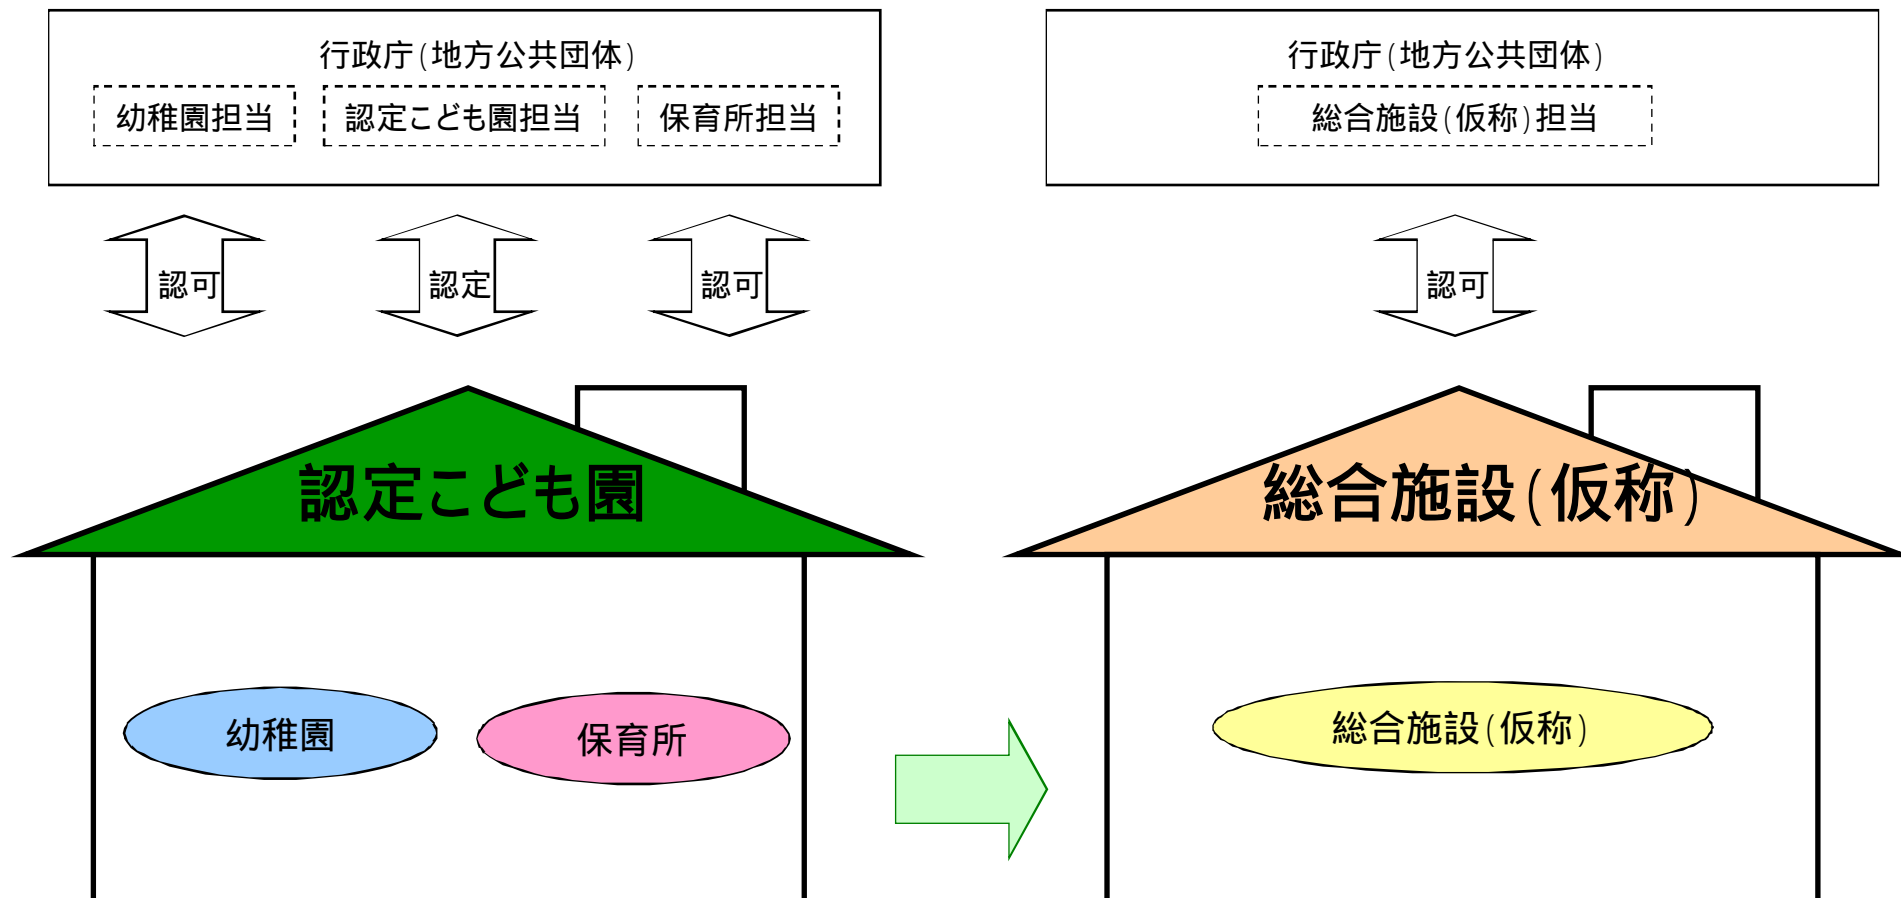 行政庁(地方公共団体)
幼稚園担当
認定こども園担当
保育所担当
認可
認定
認可
認定こども園
幼稚園
保育所
行政庁(地方公共団体)
総合施設(仮称)担当
認可
総合施設(仮称)
総合施設(仮称)